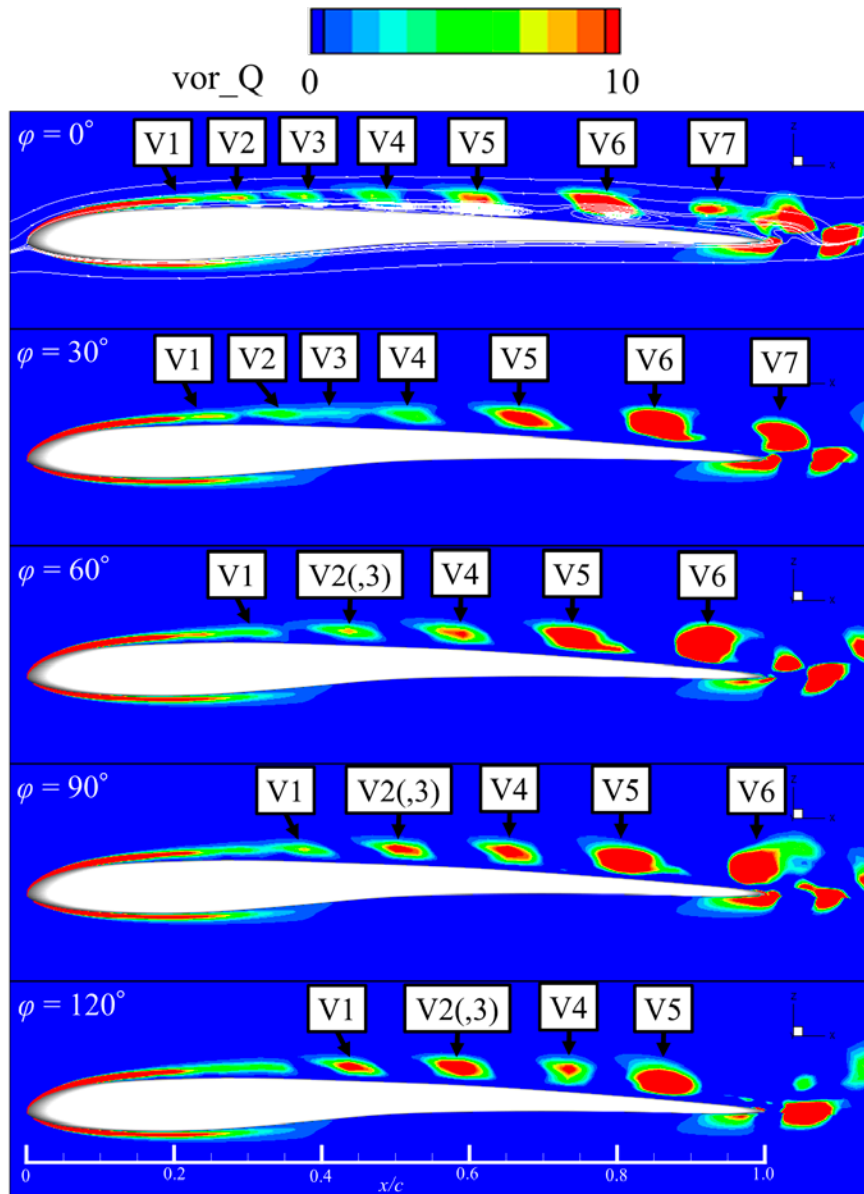 vor_Q 0 10
φ = 0°
V1 V2 V3 V4 V5 V6 V7
z
x
φ = 30°
V1 V2 V3 V4 V5 V6 V7
z
x
φ = 60°
V1 V2(,3) V4 V5 V6
z
x
φ = 90°
V1 V2(,3) V4 V5 V6
z
x
φ = 120°
V1 V2(,3) V4 V5
z
x
0 0.2 0.4 0.6 0.8 1.0
x/c